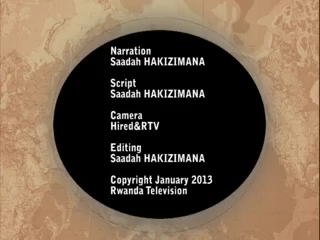 Narration
Saadah HAKIZIMANA
Script
Saadah HAKIZIMANA
Camera
Hired&RTV
Editing
Saadah HAKIZIMANA
Copyright January 2013
Rwanda Television